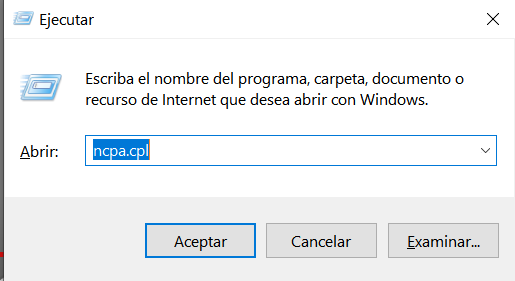 Ejecutar
Escriba el nombre del programa, carpeta, documento o
recurso de Internet que desea abrir con Windows.
Abrir: ncpa.cpl
Aceptar Cancelar Examinar...